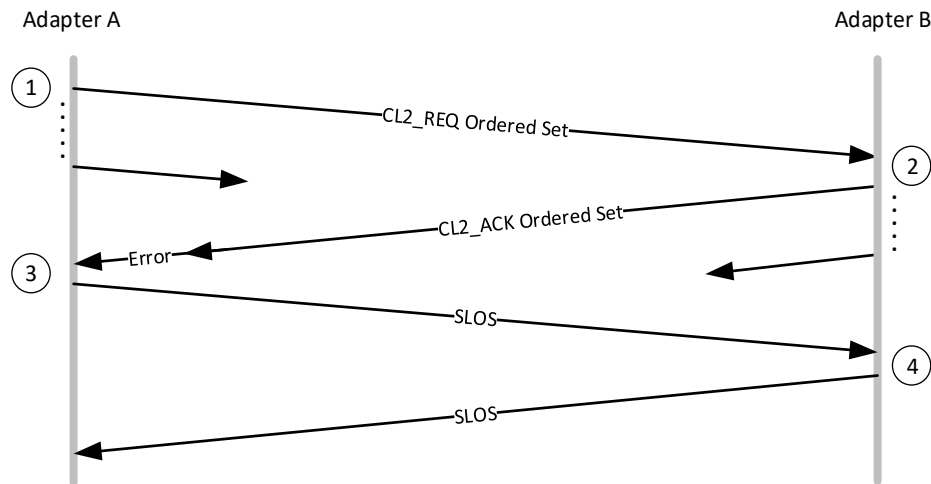 Adapter A
Adapter B
1
CL2_REQ Ordered Set
2
CL2_ACK Ordered Set
Error
3
SLOS
4
SLOS